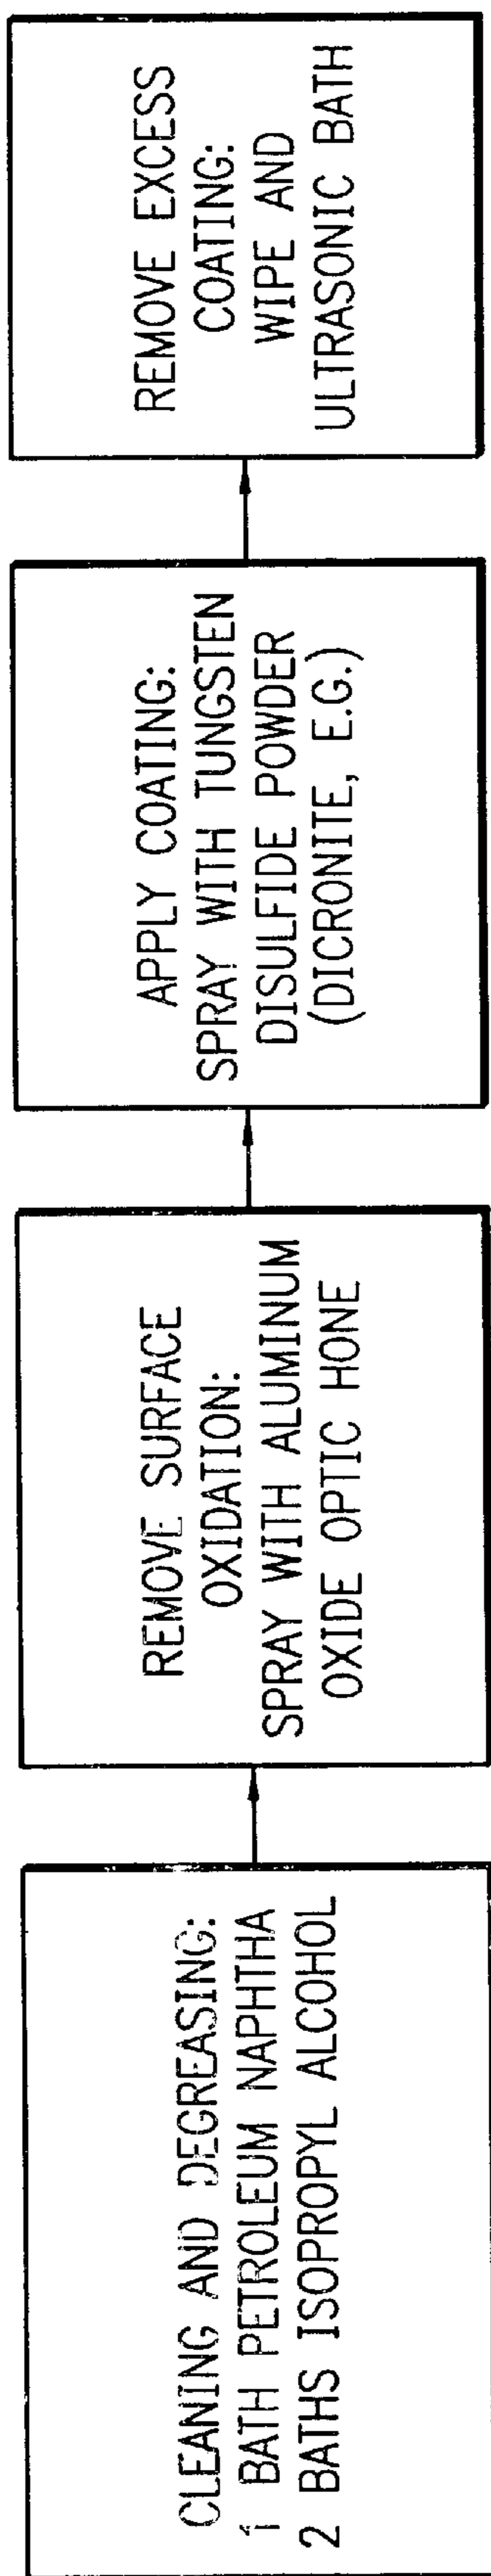 CLEANING AND DEGREASING:
1 BATH PETROLEUM NAPHTHA
2 BATHS ISOPROPYL ALCOHOL
REMOVE SURFACE
OXIDATION:
SPRAY WITH ALUMINUM
OXIDE OPTIC HONE
APPLY COATING:
SPRAY WITH TUNGSTEN
DISULFIDE POWDER
(DICRONITE, E.G.)
REMOVE EXCESS
COATING:
WIPE AND
ULTRASONIC BATH